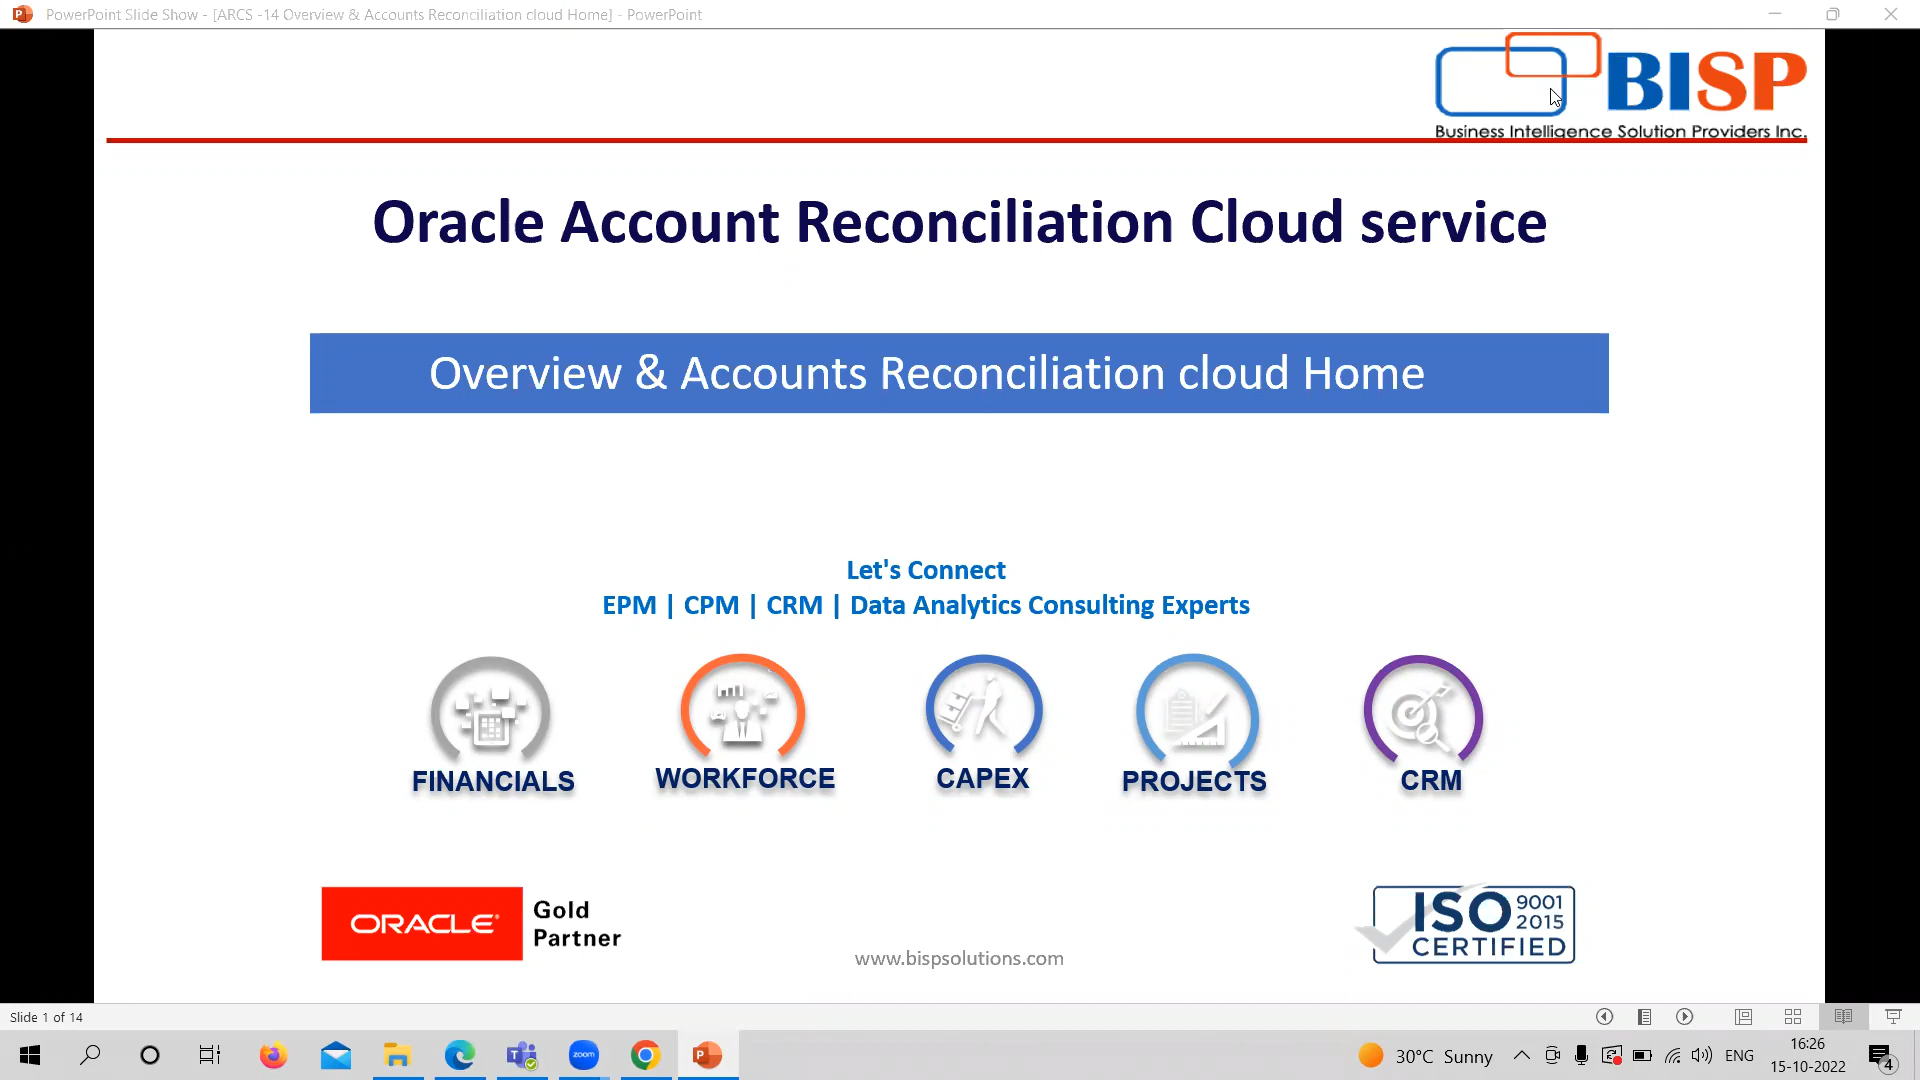 PowerPoint Slide Show - [ARCS -14 Overview & Accounts Reconciliation cloud Home] - PowerPoint
BISP
Business Intelligence Solution Providers Inc.
Oracle Account Reconciliation Cloud service
Overview & Accounts Reconciliation cloud Home
Let's Connect
EPM | CPM | CRM | Data Analytics Consulting Experts
FINANCIALS
WORKFORCE
CAPEX
PROJECTS
CRM
ORACLE®
Gold
Partner
www.bispsolutions.com
ISO 9001
2015
CERTIFIED
Slide 1 of 14
zoom
30°C Sunny
ENG
16:26
15-10-2022
4